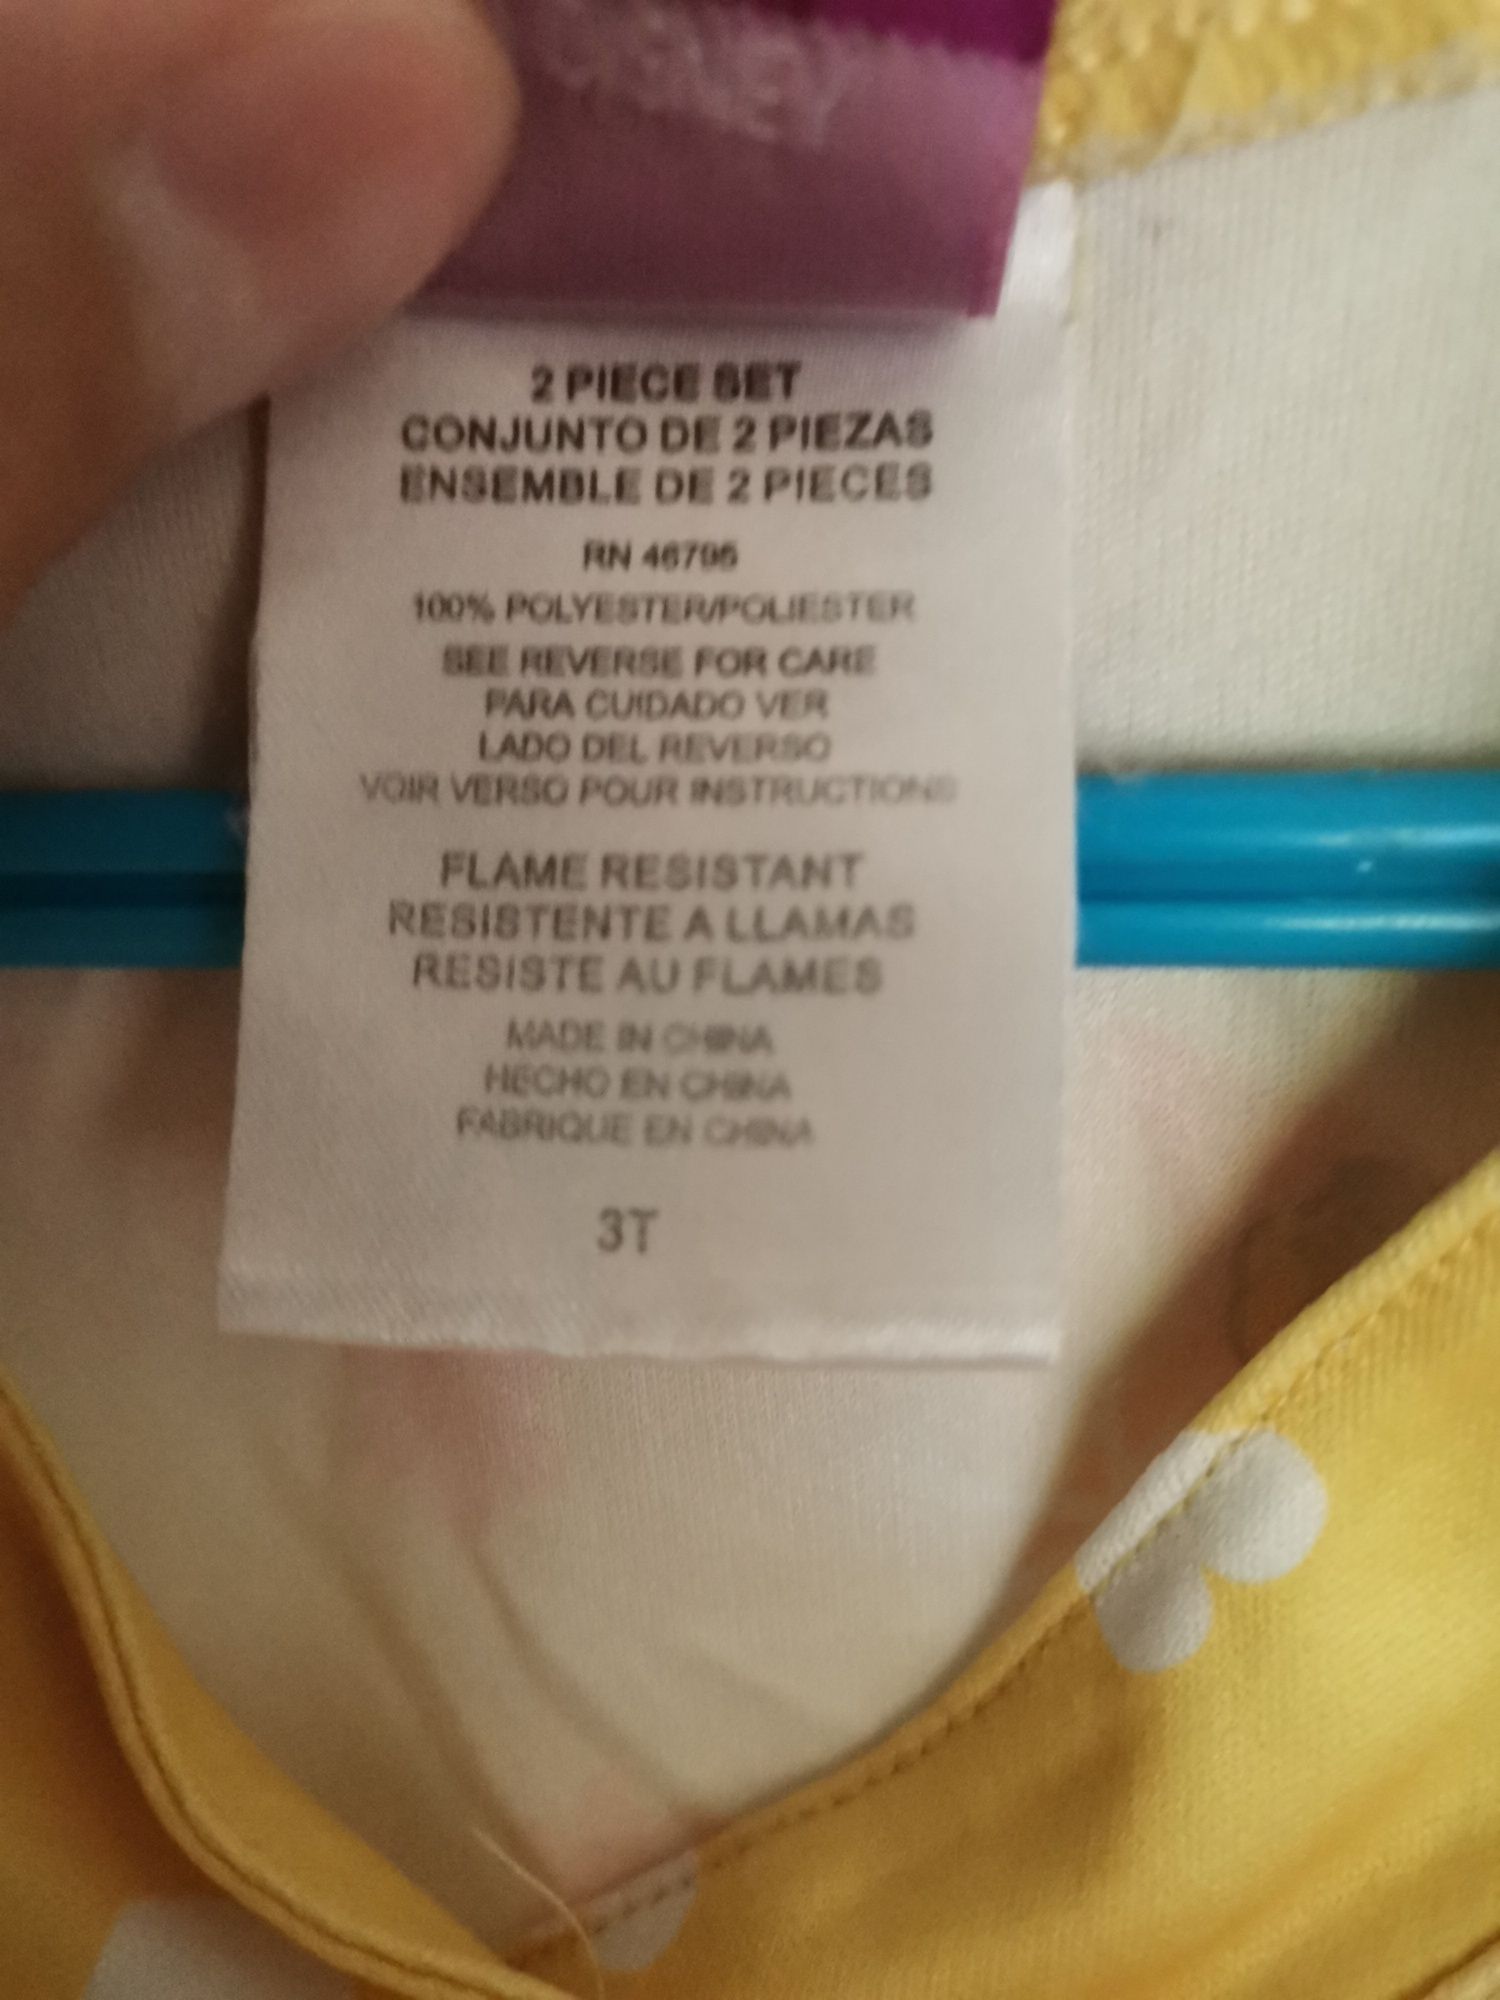 2 PIECE SET
CONJUNTO DE 2 PIEZAS
ENSEMBLE DE 2 PIECES
RN 46795
100% POLYESTER/POLIESTER
SEE REVERSE FOR CARE
PARA CUIDADO VER
LADO DEL REVERSO
VOIR VERSO POUR INSTRUCTIONS
FLAME RESISTANT
RESISTENTE A LLAMAS
RESISTE AU FLAMES
MADE IN CHINA
HECHO EN CHINA
FABRIQUE EN CHINA
3T